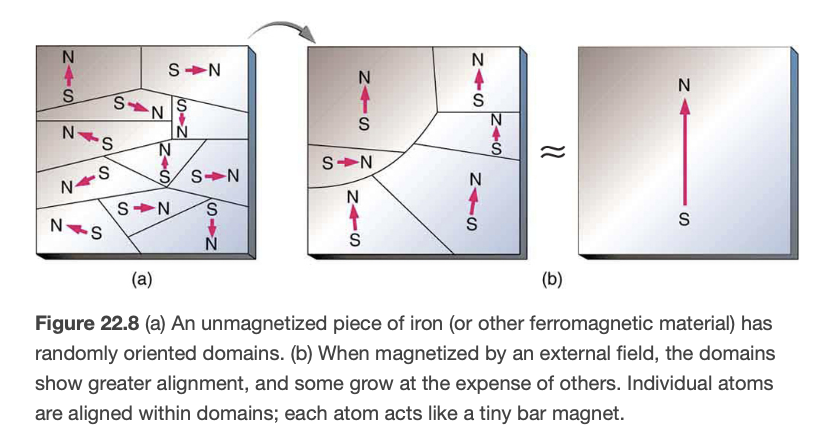 N
S
S N
S
N
S
N
N
S
N
S
S
N
S N
N
S
S N
S
N
N
S
N
S
N
S
N
S
S N
N
S
N
S
≈
N
S
(a)
(b)
Figure 22.8 (a) An unmagnetized piece of iron (or other ferromagnetic material) has
randomly oriented domains. (b) When magnetized by an external field, the domains
show greater alignment, and some grow at the expense of others. Individual atoms
are aligned within domains; each atom acts like a tiny bar magnet.